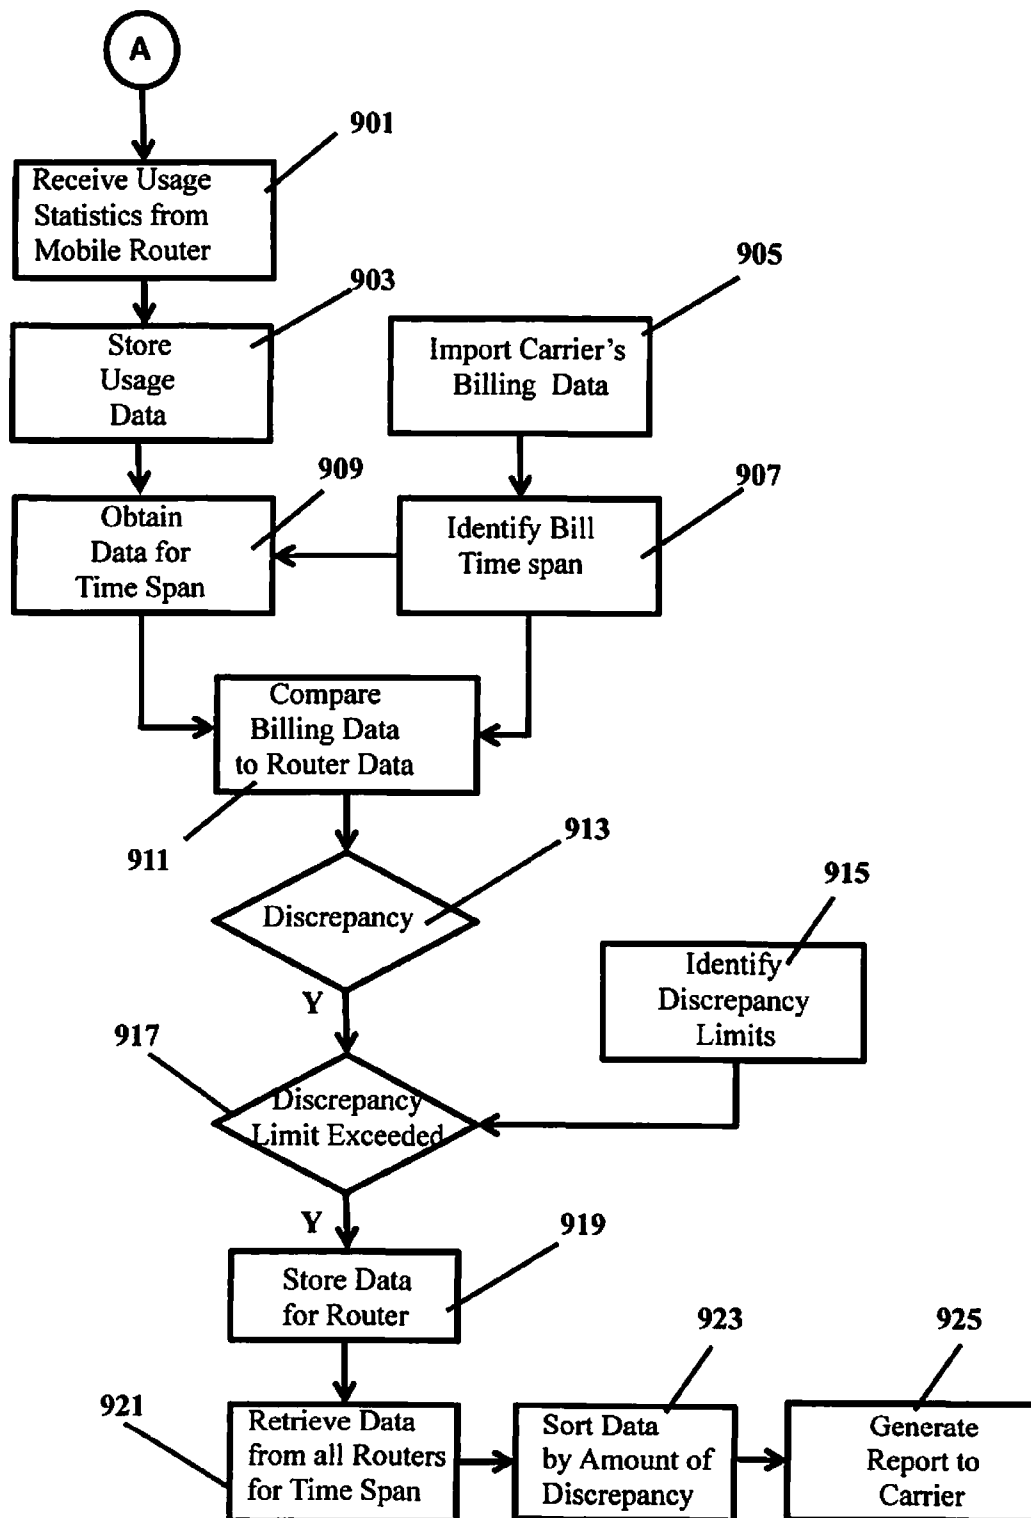 A
901
Receive Usage
Statistics from
Mobile Router
903
Store
Usage
Data
905
Import Carrier's
Billing Data
909
Obtain
Data for
Time Span
907
Identify Bill
Time span
Compare
Billing Data
to Router Data
911
913
Discrepancy
Y
915
Identify
Discrepancy
Limits
917
Discrepancy
Limit Exceeded
Y
919
Store Data
for Router
921
Retrieve Data
from all Routers
for Time Span
923
Sort Data
by Amount of
Discrepancy
925
Generate
Report to
Carrier